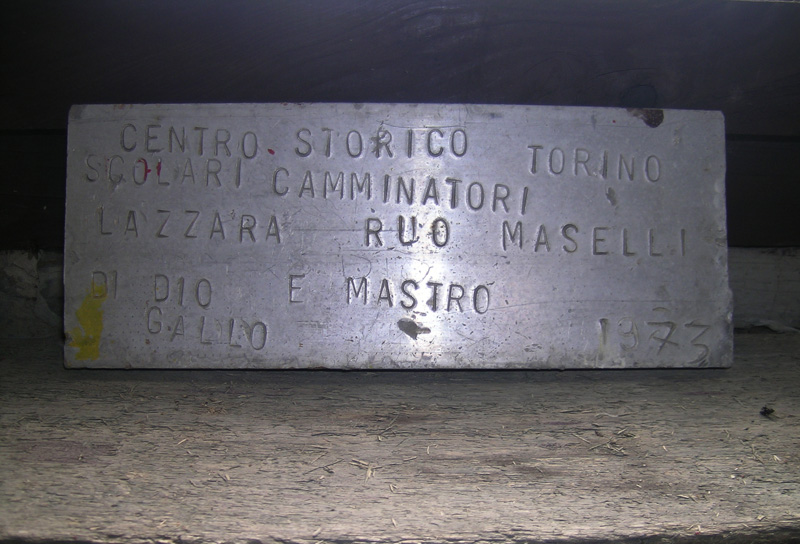 CENTRO STORICO TORINO
SCOLARI CAMMINATORI
LAZZARA RUO MASELLI
DI DIO E MASTRO
GALLO 1973